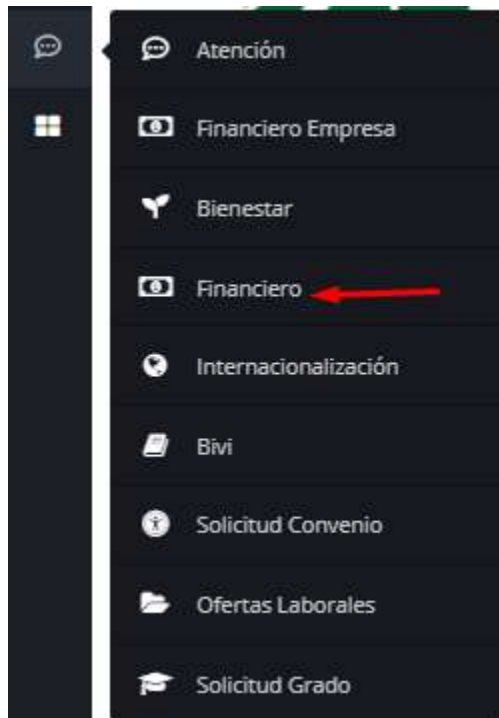 Atención
Financiero Empresa
Bienestar
Financiero
Internacionalización
Bivi
Solicitud Convenio
Ofertas Laborales
Solicitud Grado